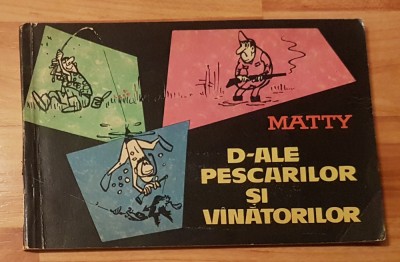 MATTY
D-ALE
PESCARILOR
ȘI
VÎNĂTORILOR